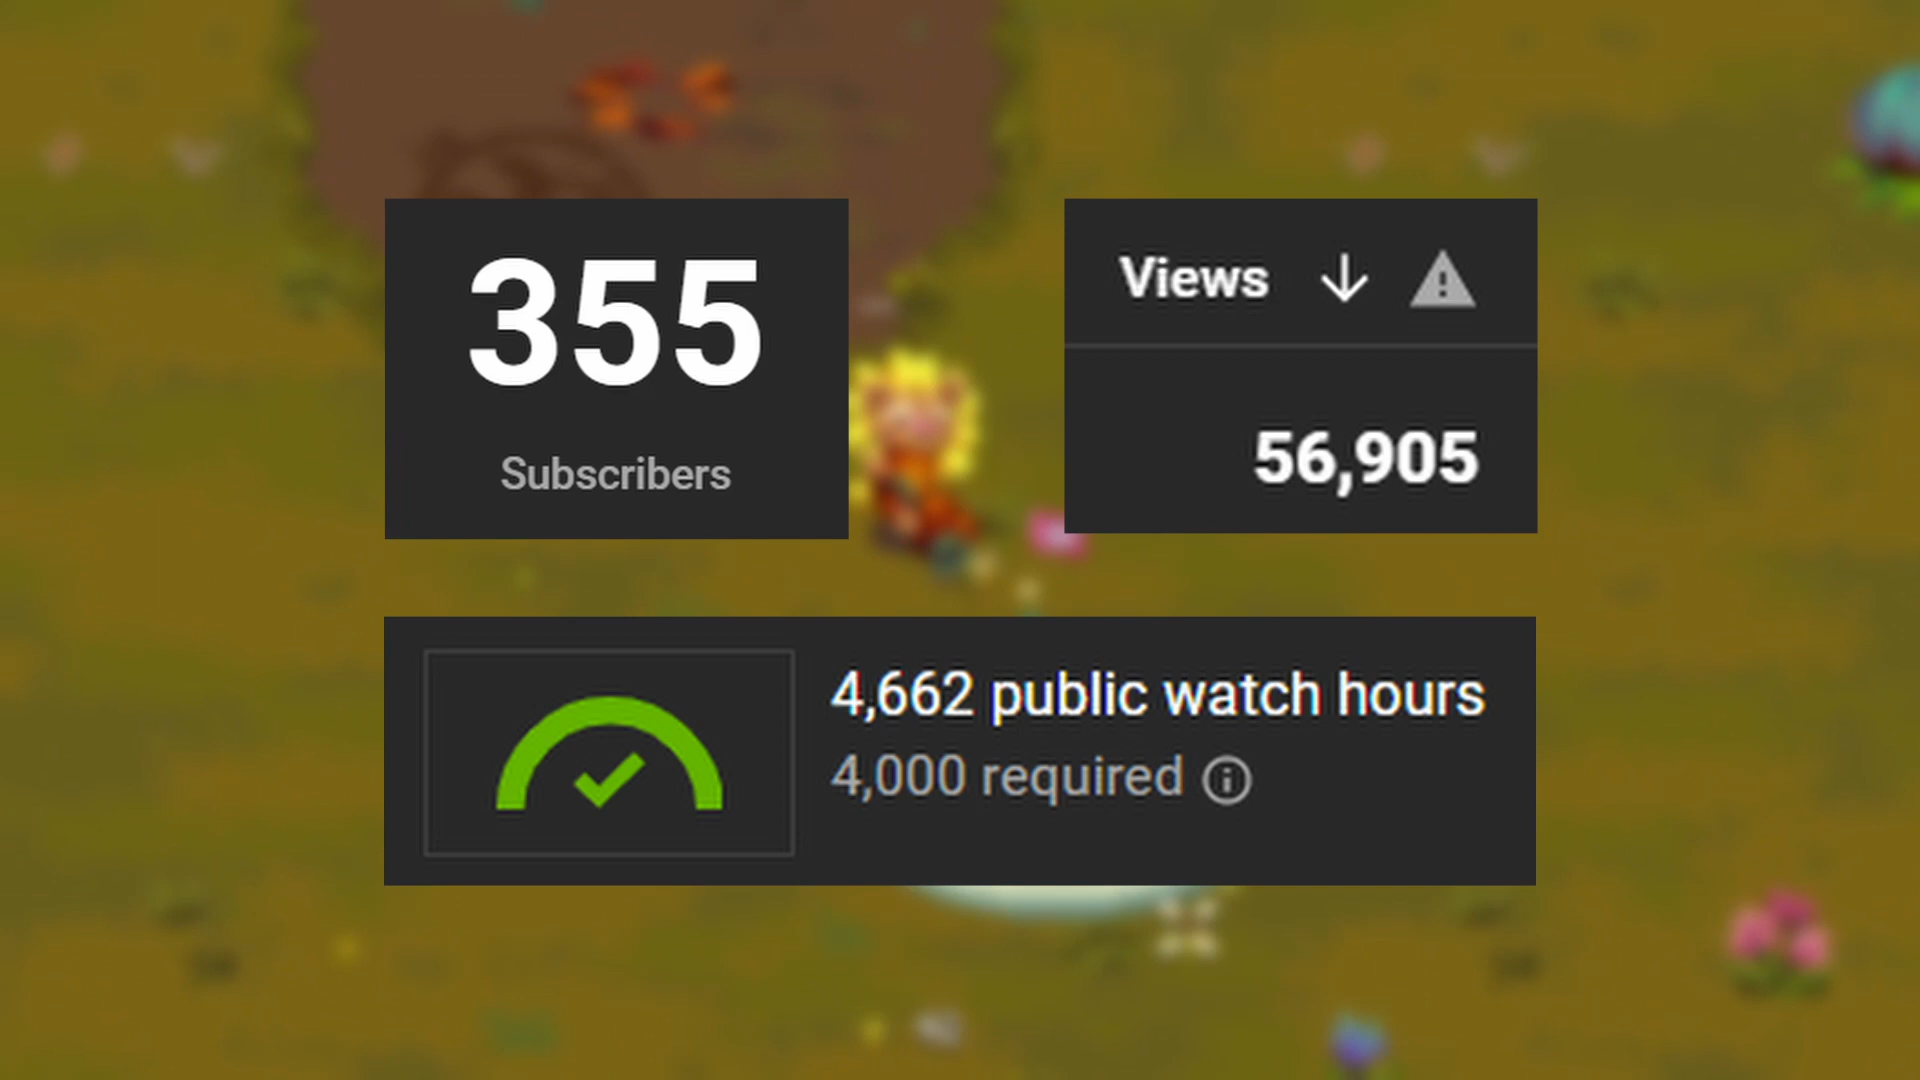 355
Subscribers
Views
56,905
4,662 public watch hours
4,000 required